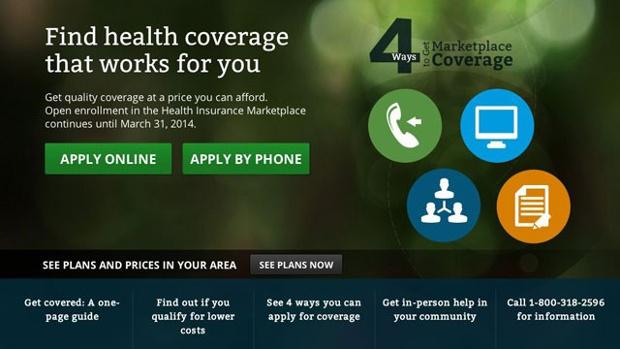 Find health coverage
that works for you
Get quality coverage at a price you can afford.
Open enrollment in the Health Insurance Marketplace
continues until March 31, 2014.
APPLY ONLINE
APPLY BY PHONE
4 Ways to Get Marketplace Coverage
SEE PLANS AND PRICES IN YOUR AREA
SEE PLANS NOW
Get covered: A one-
page guide
Find out if you
qualify for lower
costs
See 4 ways you can
apply for coverage
Get in-person help in
your community
Call 1-800-318-2596
for information